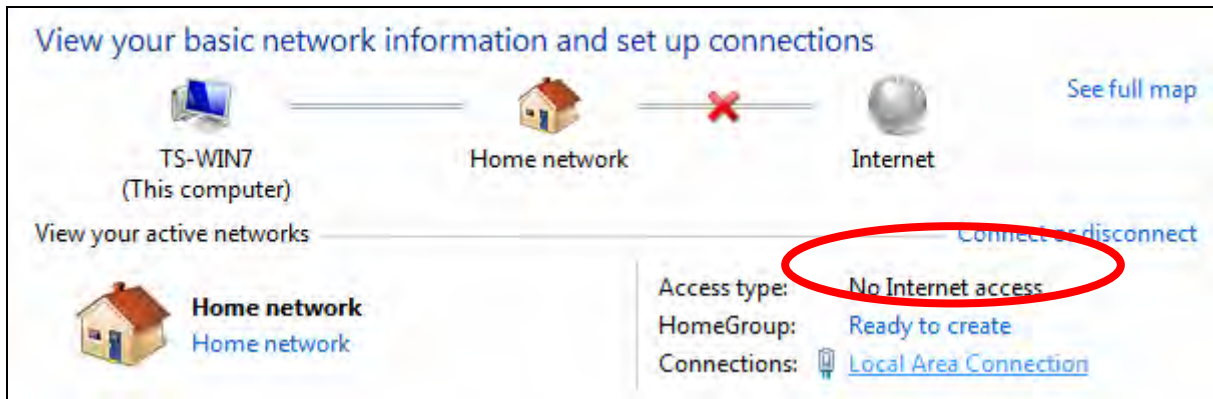 View your basic network information and set up connections
See full map
TS-WIN7
(This computer)
Home network
Internet
View your active networks
Connect or disconnect
Home network
Home network
Access type: No Internet access
HomeGroup: Ready to create
Connections: Local Area Connection